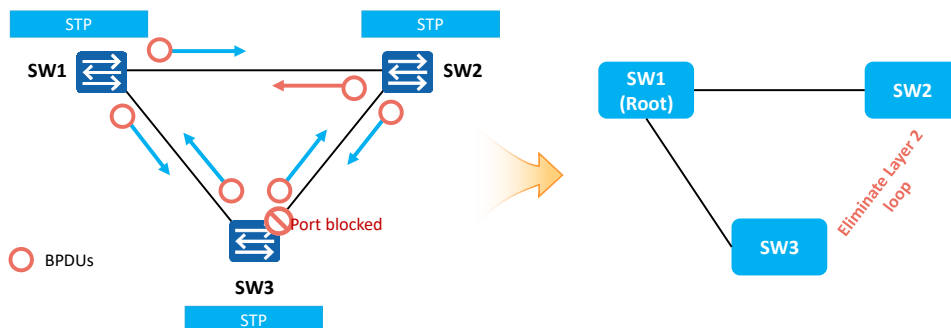 STP
STP
SW1
SW2
Port blocked
BPDUs
SW3
STP
SW1
(Root)
SW2
Eliminate Layer 2
loop
SW3